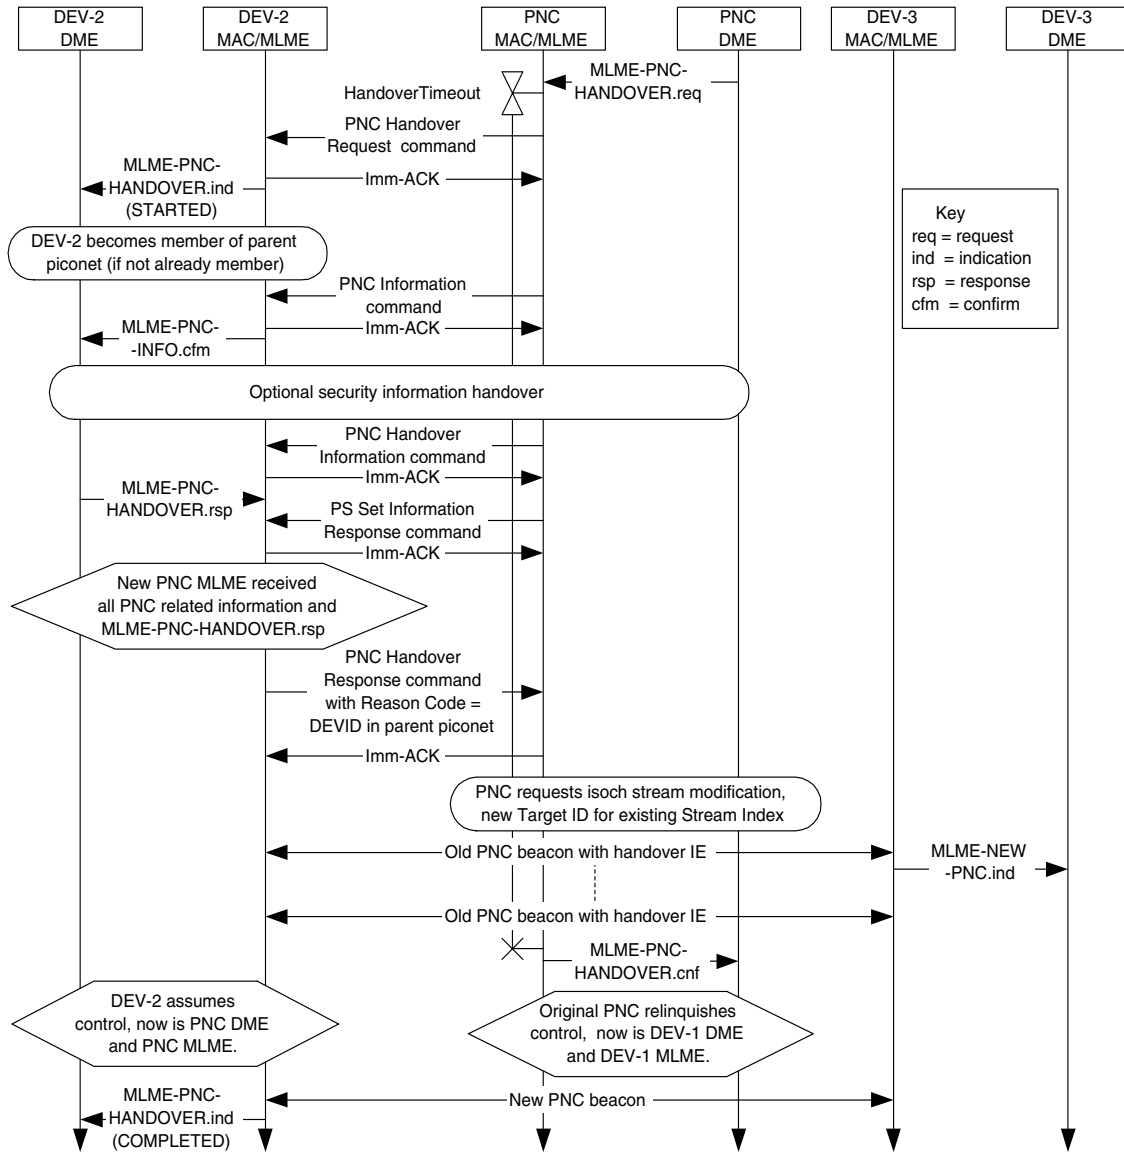 DEV-2
DME
DEV-2
MAC/MLME
PNC
MAC/MLME
PNC
DME
DEV-3
MAC/MLME
DEV-3
DME
MLME-PNC-
HANDOVER.req
HandoverTimeout
PNC Handover
Request command
MLME-PNC-
HANDOVER.ind
(STARTED)
Imm-ACK
Key
req = request
ind = indication
rsp = response
cfm = confirm
DEV-2 becomes member of parent
piconet (if not already member)
PNC Information
command
MLME-PNC-
-INFO.cfm
Imm-ACK
Optional security information handover
PNC Handover
Information command
Imm-ACK
MLME-PNC-
HANDOVER.rsp
PS Set Information
Response command
Imm-ACK
New PNC MLME received
all PNC related information and
MLME-PNC-HANDOVER.rsp
PNC Handover
Response command
with Reason Code =
DEVID in parent piconet
Imm-ACK
PNC requests isoch stream modification,
new Target ID for existing Stream Index
Old PNC beacon with handover IE
MLME-NEW
-PNC.ind
Old PNC beacon with handover IE
MLME-PNC-
HANDOVER.cnf
DEV-2 assumes
control, now is PNC DME
and PNC MLME.
Original PNC relinquishes
control, now is DEV-1 DME
and DEV-1 MLME.
New PNC beacon
MLME-PNC-
HANDOVER.ind
(COMPLETED)